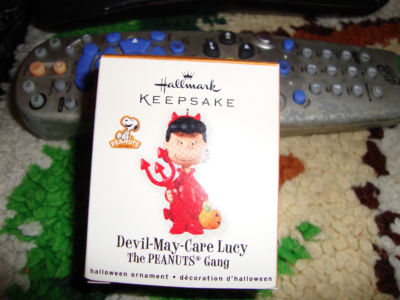 Hallmark
KEEPSAKE
PEANUTS
Devil-May-Care Lucy
The PEANUTS® Gang
halloween ornament • décoration d'halloween